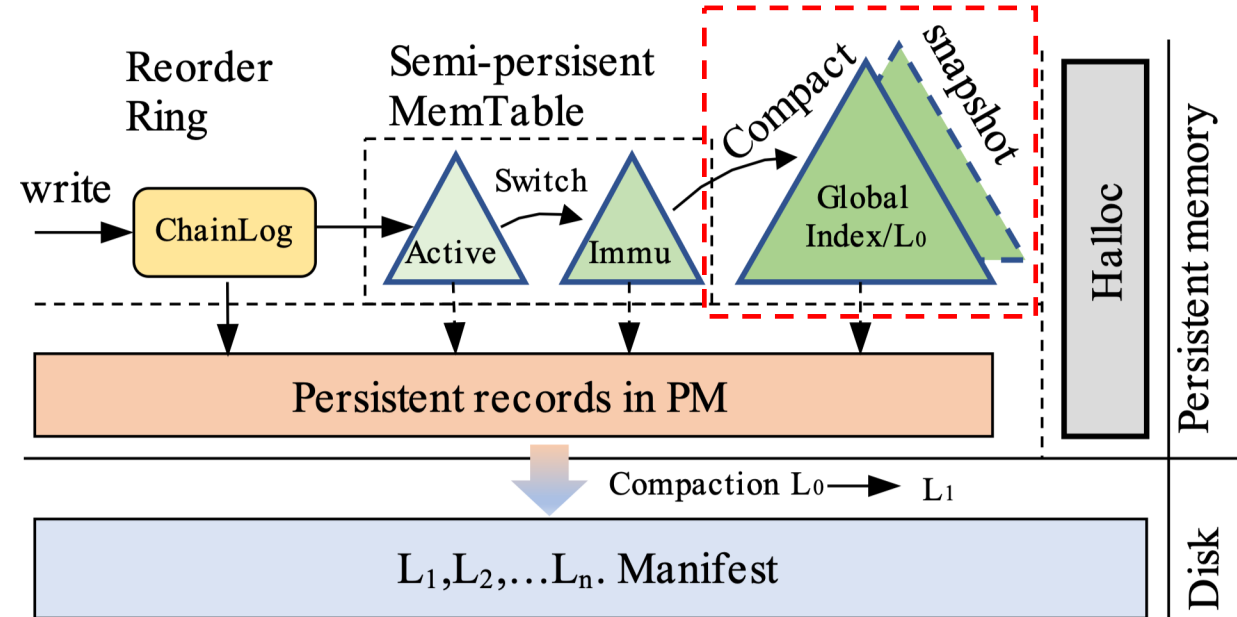 Reorder
Ring
Semi-persisent
MemTable
Compact
snapshot
write
ChainLog
Switch
Active
Immu
Global
Index/L₀
Halloc
Persistent memory
Persistent records in PM
Compaction L₀ L₁
L₁,L₂,...Lₙ. Manifest
Disk